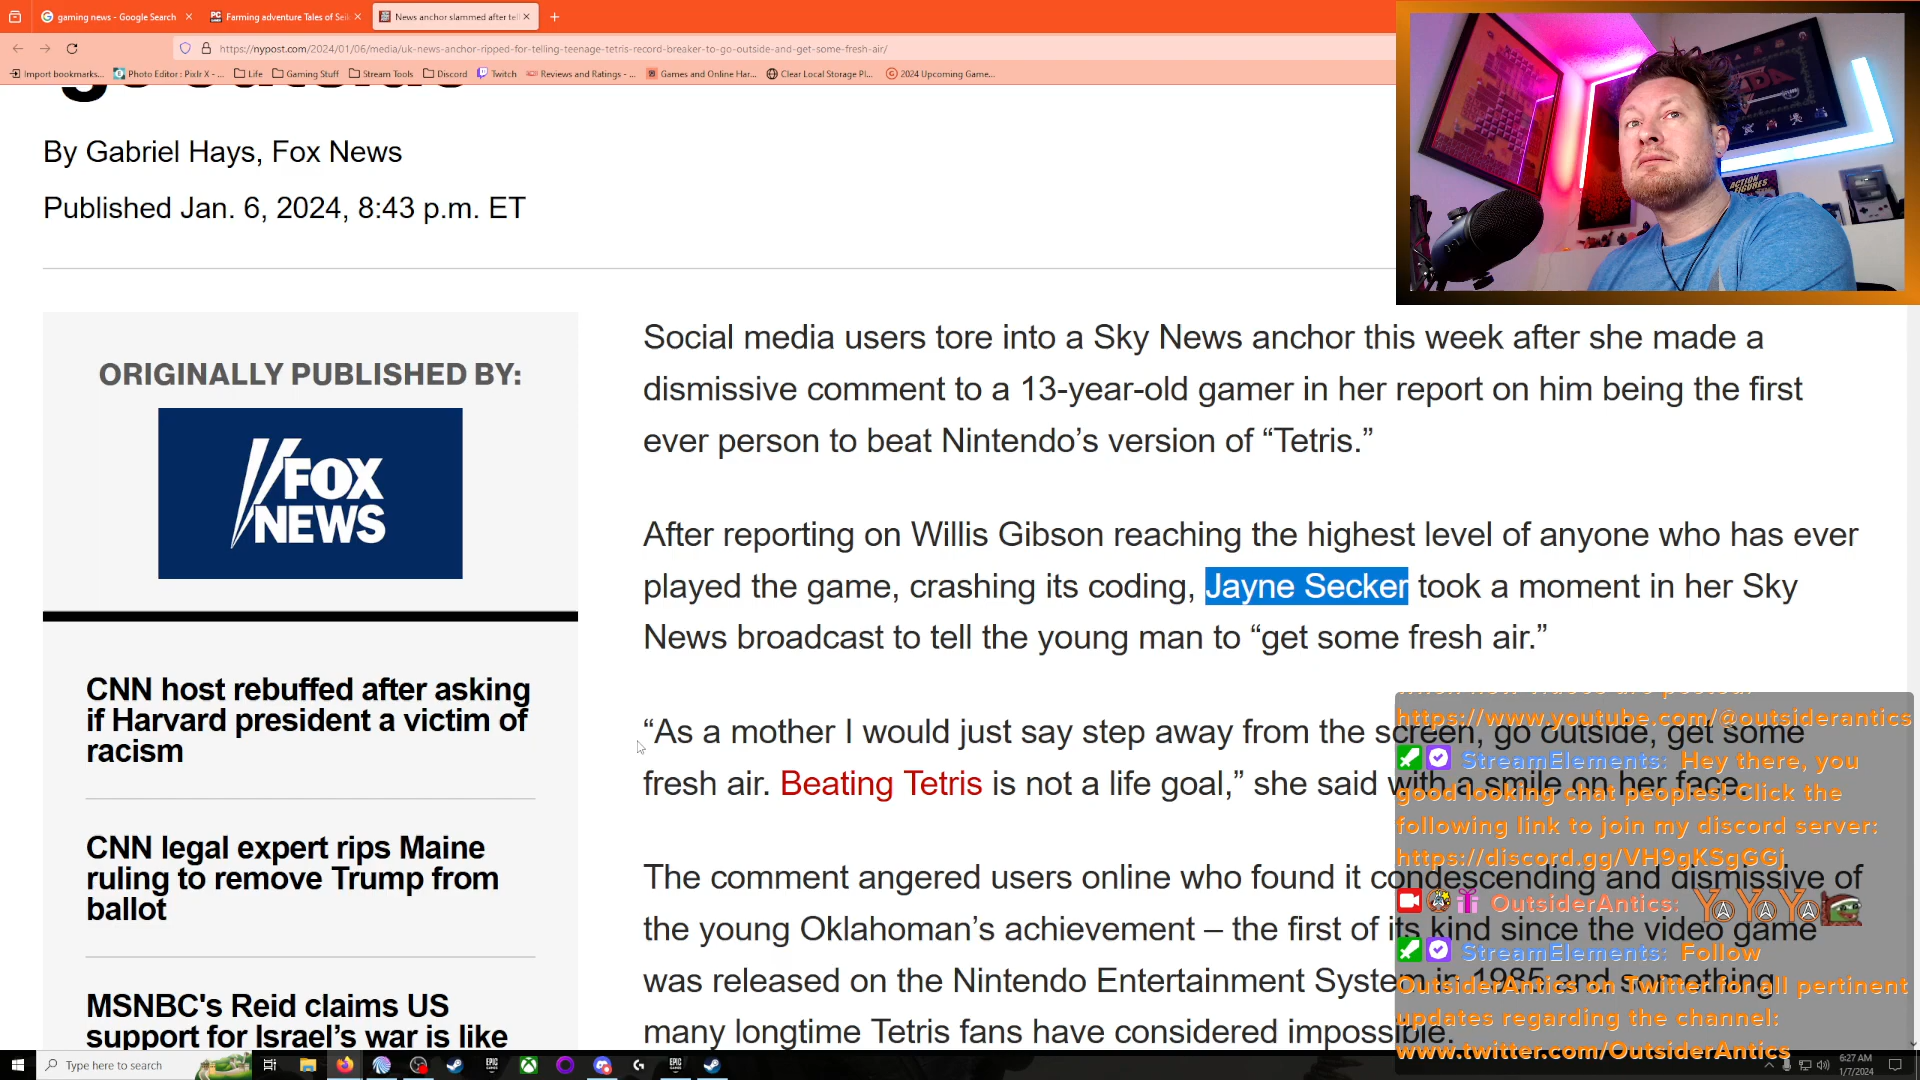 gaming news - Google Search
Farming adventure Tales of Seik
News anchor slammed after tell
https://nypost.com/2024/01/06/media/uk-news-anchor-ripped-for-telling-teenage-tetris-record-breaker-to-go-outside-and-get-some-fresh-air/
Import bookmarks...
Photo Editor : Pixlr X - ...
Life
Gaming Stuff
Stream Tools
Discord
Twitch
Reviews and Ratings - ...
Games and Online Har...
Clear Local Storage Pl...
2024 Upcoming Game...
go outside
By Gabriel Hays, Fox News
Published Jan. 6, 2024, 8:43 p.m. ET
ACTION
FIGURES
ORIGINALLY PUBLISHED BY:
FOX
NEWS
CNN host rebuffed after asking
if Harvard president a victim of
racism
CNN legal expert rips Maine
ruling to remove Trump from
ballot
MSNBC's Reid claims US
support for Israel’s war is like
Social media users tore into a Sky News anchor this week after she made a
dismissive comment to a 13-year-old gamer in her report on him being the first
ever person to beat Nintendo’s version of “Tetris.”
After reporting on Willis Gibson reaching the highest level of anyone who has ever
played the game, crashing its coding, Jayne Secker took a moment in her Sky
News broadcast to tell the young man to “get some fresh air.”
“As a mother I would just say step away from the screen, go outside, get some
fresh air. Beating Tetris is not a life goal,” she said with a smile on her face.
The comment angered users online who found it condescending and dismissive of
the young Oklahoman’s achievement – the first of its kind since the video game
was released on the Nintendo Entertainment System in 1985 and something
many longtime Tetris fans have considered impossible.
https://www.youtube.com/@outsiderantics
StreamElements: Hey there, you
good looking chat peoples! Click the
following link to join my discord server:
https://discord.gg/VH9gKSgGGj
OutsiderAntics: YO YO YO
StreamElements: Follow
OutsiderAntics on Twitter for all pertinent
updates regarding the channel:
www.twitter.com/OutsiderAntics
Type here to search
6:27 AM
1/7/2024